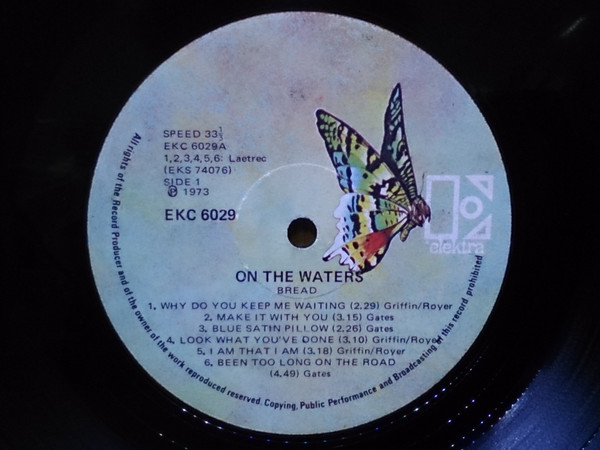 SPEED 33⅓
EKC 6029A
1,2,3,4,5,6: Laetrec
(EKS 74076)
SIDE 1
Ⓟ 1973
EKC 6029
elektra
ON THE WATERS
BREAD
1. WHY DO YOU KEEP ME WAITING (2.29) Griffin/Royer
2. MAKE IT WITH YOU (3.15) Gates
3. BLUE SATIN PILLOW (2.26) Gates
4. LOOK WHAT YOU'VE DONE (3.10) Griffin/Royer
5. I AM THAT I AM (3.18) Griffin/Royer
6. BEEN TOO LONG ON THE ROAD
(4.49) Gates
All rights of the Record Producer and of the owner of the work reproduced reserved. Copying, Public Performance and Broadcasting of this record prohibited